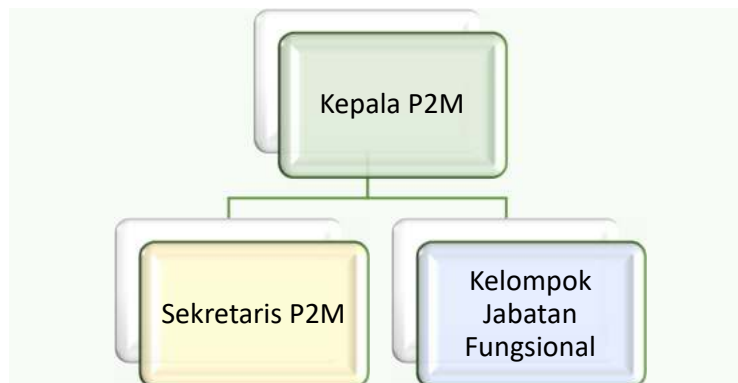 Kepala P2M
Sekretaris P2M
Kelompok
Jabatan
Fungsional